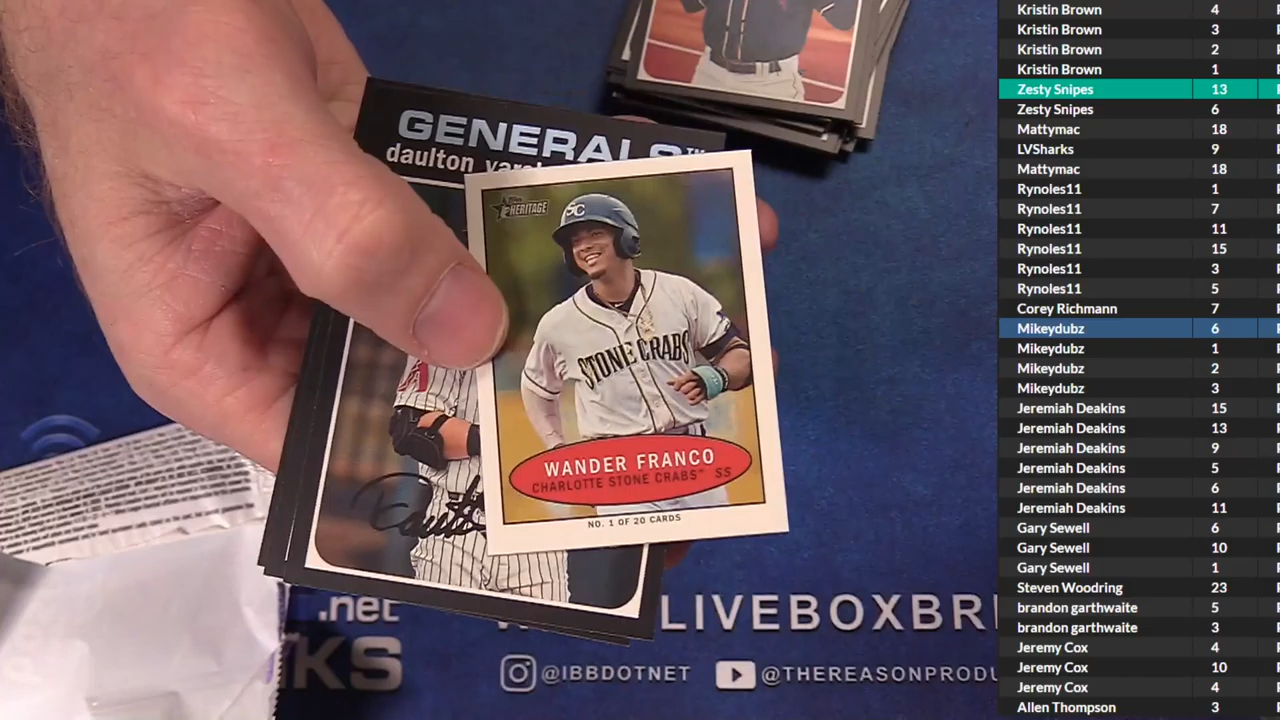 GENERALS™
daulton
HERITAGE
SC
STONE CRABS
WANDER FRANCO
CHARLOTTE STONE CRABS™ SS
NO. 1 OF 20 CARDS
.net
LIVEBOXBR
KS
@IBBDOTNET
@THEREASONPRODU
Kristin Brown 4
Kristin Brown 3
Kristin Brown 2
Kristin Brown 1
Zesty Snipes 13
Zesty Snipes 6
Mattymac 18
LVSharks 9
Mattymac 18
Rynoles11 1
Rynoles11 7
Rynoles11 11
Rynoles11 15
Rynoles11 3
Rynoles11 5
Corey Richmann 7
Mikeydubz 6
Mikeydubz 1
Mikeydubz 2
Mikeydubz 3
Jeremiah Deakins 15
Jeremiah Deakins 13
Jeremiah Deakins 9
Jeremiah Deakins 5
Jeremiah Deakins 6
Jeremiah Deakins 11
Gary Sewell 6
Gary Sewell 10
Gary Sewell 1
Steven Woodring 23
brandon garthwaite 5
brandon garthwaite 3
Jeremy Cox 4
Jeremy Cox 10
Jeremy Cox 4
Allen Thompson 3